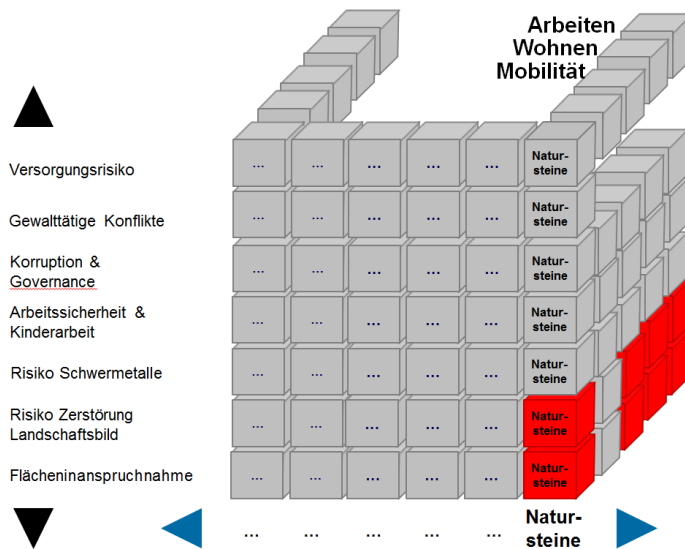 Arbeiten
Wohnen
Mobilität
Versorgungsrisiko
... ... ... ... ... Natur-
steine
Gewalttätige Konflikte
... ... ... ... ... Natur-
steine
Korruption &
Governance
... ... ... ... ... Natur-
steine
Arbeitssicherheit &
Kinderarbeit
... ... ... ... ... Natur-
steine
Risiko Schwermetalle
... ... ... ... ... Natur-
steine
Risiko Zerstörung
Landschaftsbild
... ... ... ... ... Natur-
steine
Flächeninanspruchnahme
... ... ... ... ... Natur-
steine
... ... ... ... ... Natur-
steine